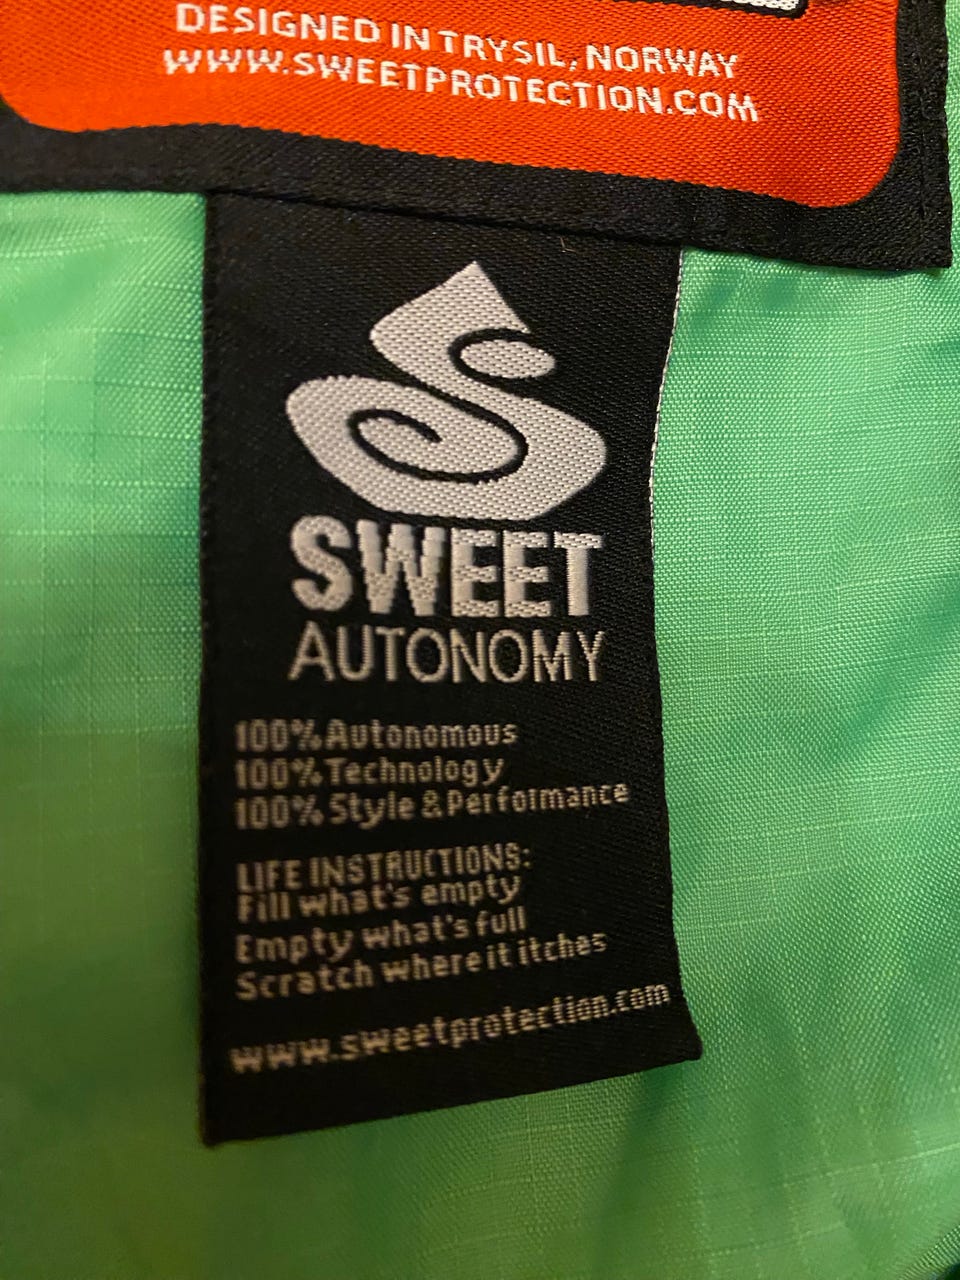 DESIGNED IN TRYSIL, NORWAY
WWW.SWEETPROTECTION.COM
SWEET
AUTONOMY
100% Autonomous
100% Technology
100% Style & Performance
LIFE INSTRUCTIONS:
Fill what's empty
Empty what's full
Scratch where it itches
www.sweetprotection.com